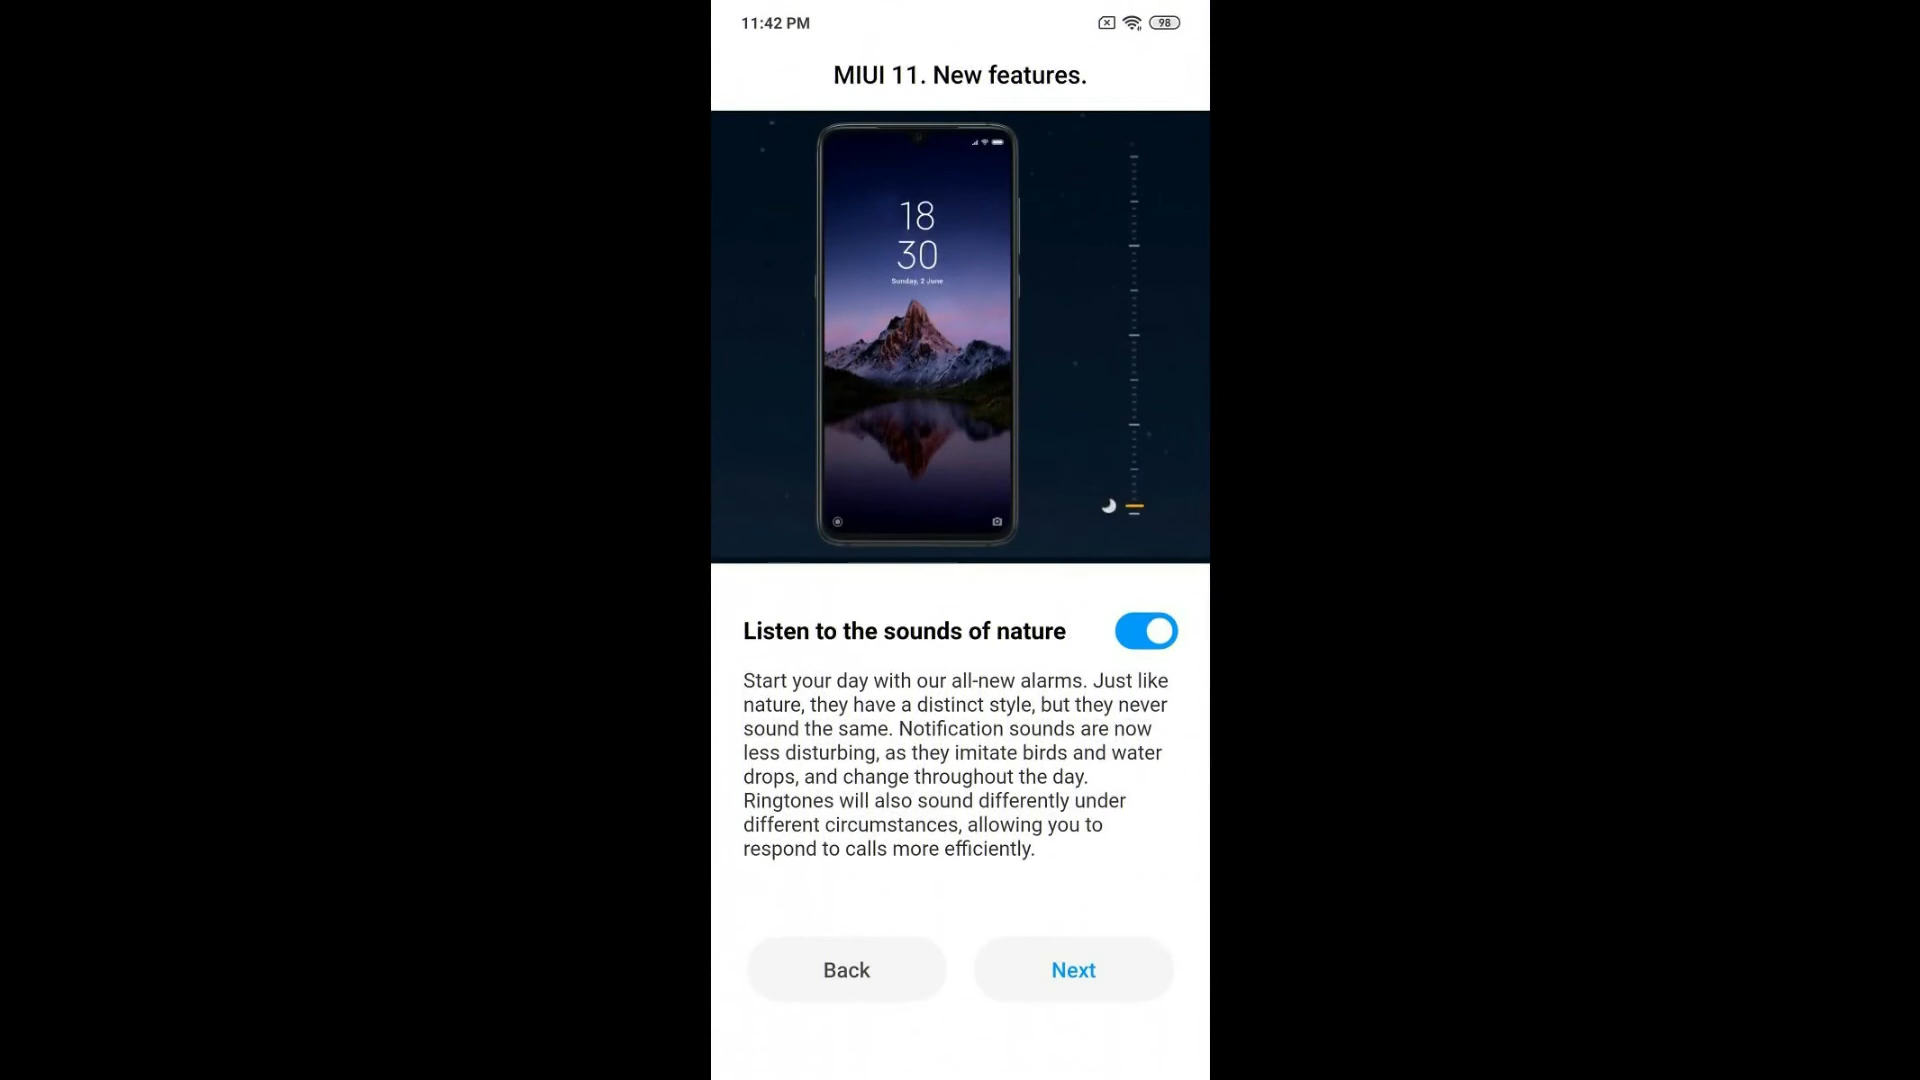 11:42 PM
98
MIUI 11. New features.
18
30
Sunday, 2 June
Listen to the sounds of nature
Start your day with our all-new alarms. Just like
nature, they have a distinct style, but they never
sound the same. Notification sounds are now
less disturbing, as they imitate birds and water
drops, and change throughout the day.
Ringtones will also sound differently under
different circumstances, allowing you to
respond to calls more efficiently.
Back
Next